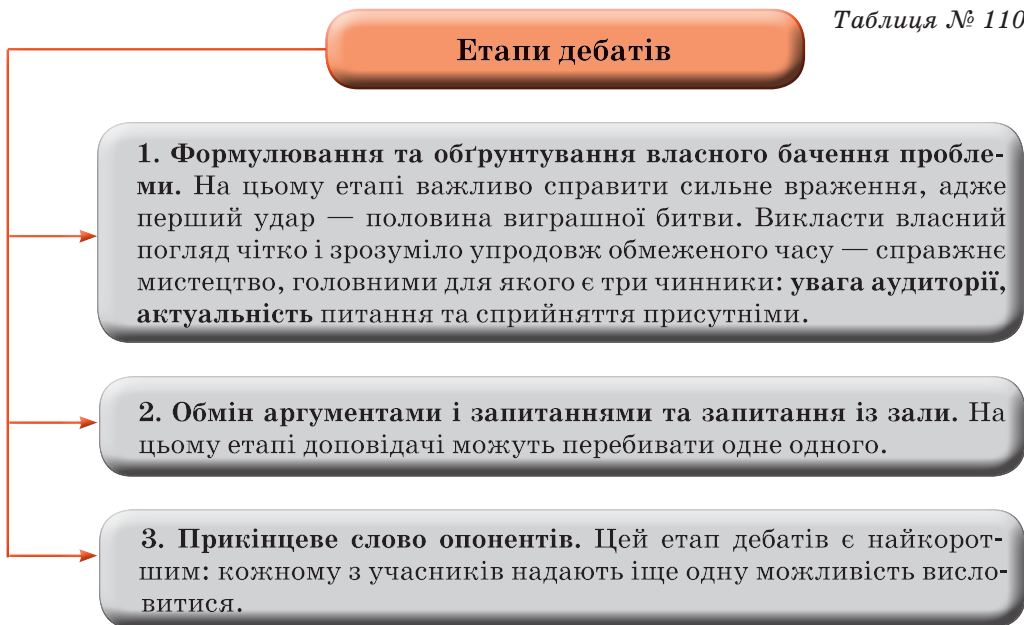 Таблиця № 110
Етапи дебатів
1. Формулювання та обґрунтування власного бачення пробле-
ми. На цьому етапі важливо справити сильне враження, адже
перший удар — половина виграшної битви. Викласти власний
погляд чітко і зрозуміло упродовж обмеженого часу — справжнє
мистецтво, головними для якого є три чинники: увага аудиторії,
актуальність питання та сприйняття присутніми.
2. Обмін аргументами і запитаннями та запитання із зали. На
цьому етапі доповідачі можуть перебивати одне одного.
3. Прикінцеве слово опонентів. Цей етап дебатів є найкорот-
шим: кожному з учасників надають іще одну можливість висло-
витися.